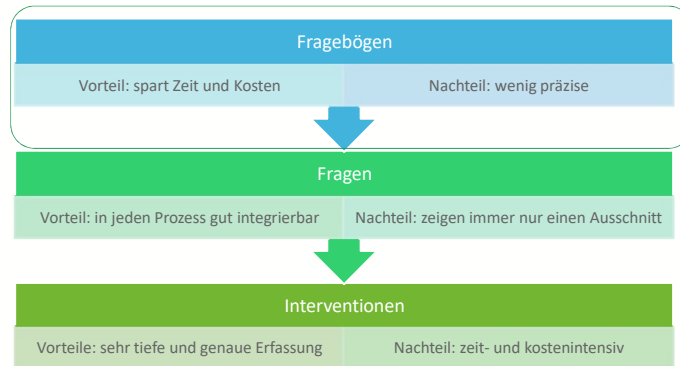 Fragebögen
Vorteil: spart Zeit und Kosten
Nachteil: wenig präzise
Fragen
Vorteil: in jeden Prozess gut integrierbar
Nachteil: zeigen immer nur einen Ausschnitt
Interventionen
Vorteile: sehr tiefe und genaue Erfassung
Nachteil: zeit- und kostenintensiv